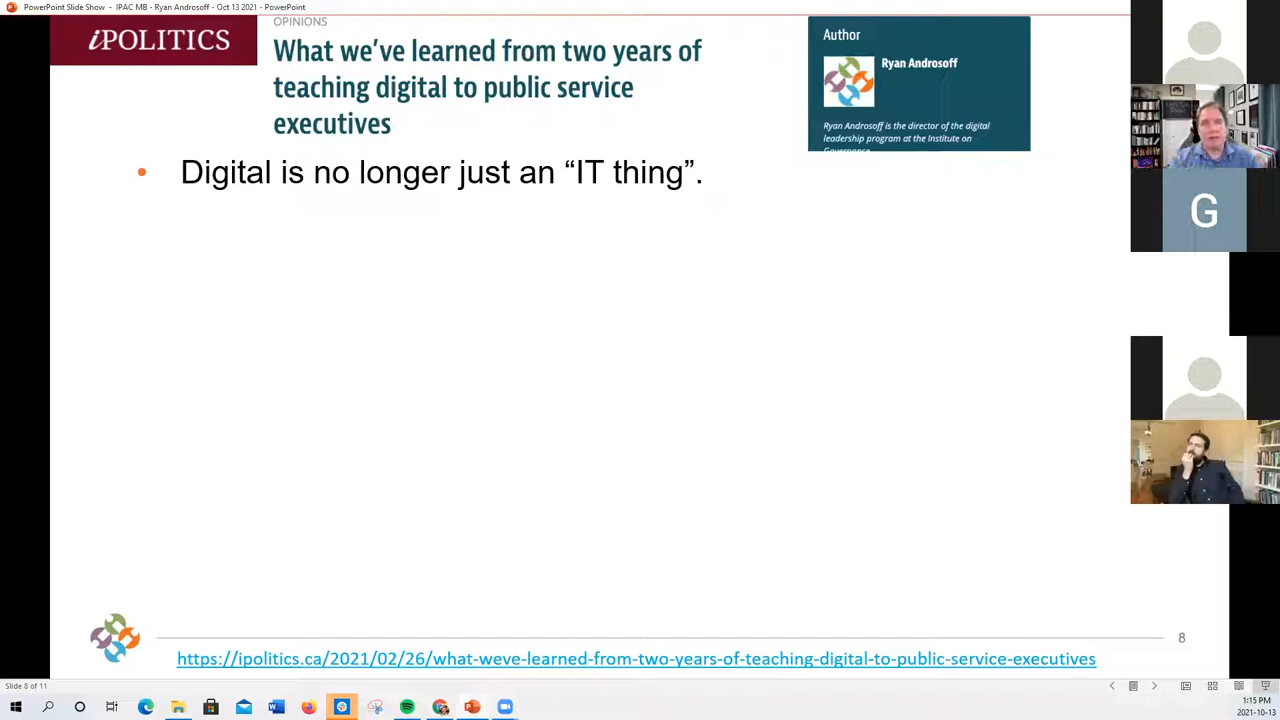 PowerPoint Slide Show - IPAC MB - Ryan Androsoff - Oct 13 2021 - PowerPoint
iPOLITICS
OPINIONS
What we've learned from two years of
teaching digital to public service
executives
Author
Ryan Androsoff
Ryan Androsoff is the director of the digital
leadership program at the Institute on
Governance
• Digital is no longer just an “IT thing”.
G
8
https://ipolitics.ca/2021/02/26/what-weve-learned-from-two-years-of-teaching-digital-to-public-service-executives
Slide 8 of 11
1:15 PM
2021-10-13